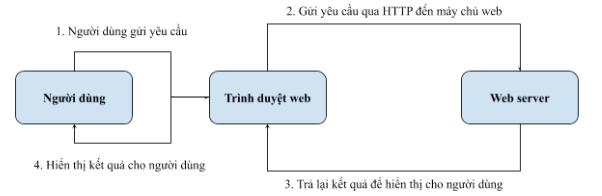 2. Gửi yêu cầu qua HTTP đến máy chủ web
1. Người dùng gửi yêu cầu
Người dùng
Trình duyệt web
Web server
4. Hiển thị kết quả cho người dùng
3. Trả lại kết quả để hiển thị cho người dùng